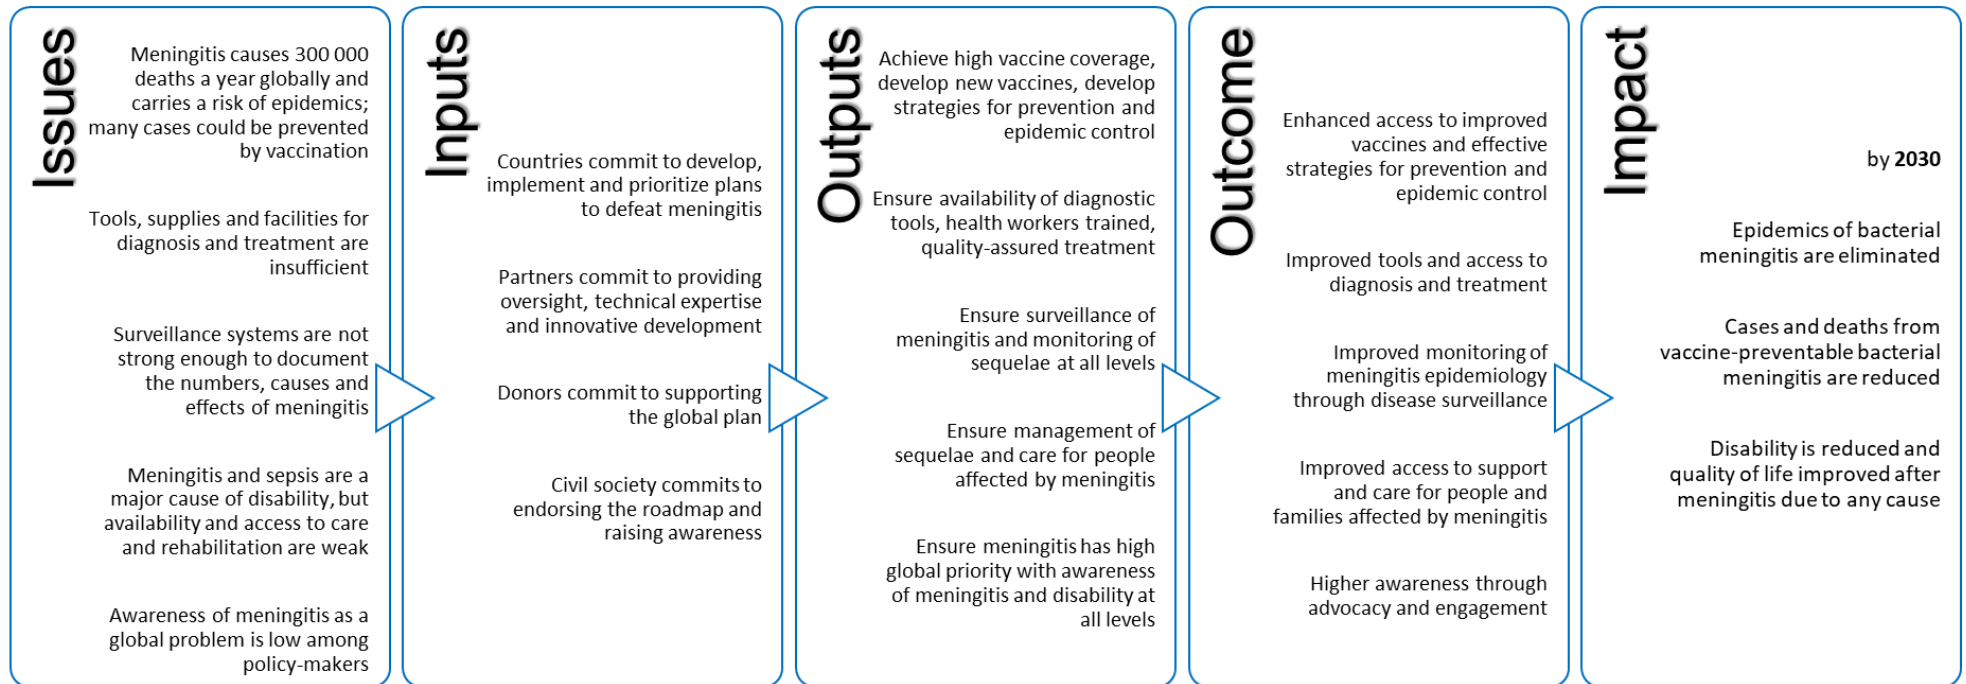 Issues
Meningitis causes 300 000
deaths a year globally and
carries a risk of epidemics;
many cases could be prevented
by vaccination
Tools, supplies and facilities for
diagnosis and treatment are
insufficient
Surveillance systems are not
strong enough to document
the numbers, causes and
effects of meningitis
Meningitis and sepsis are a
major cause of disability, but
availability and access to care
and rehabilitation are weak
Awareness of meningitis as a
global problem is low among
policy-makers
Inputs
Countries commit to develop,
implement and prioritize plans
to defeat meningitis
Partners commit to providing
oversight, technical expertise
and innovative development
Donors commit to supporting
the global plan
Civil society commits to
endorsing the roadmap and
raising awareness
Outputs
Achieve high vaccine coverage,
develop new vaccines, develop
strategies for prevention and
epidemic control
Ensure availability of diagnostic
tools, health workers trained,
quality-assured treatment
Ensure surveillance of
meningitis and monitoring of
sequelae at all levels
Ensure management of
sequelae and care for people
affected by meningitis
Ensure meningitis has high
global priority with awareness
of meningitis and disability at
all levels
Outcome
Enhanced access to improved
vaccines and effective
strategies for prevention and
epidemic control
Improved tools and access to
diagnosis and treatment
Improved monitoring of
meningitis epidemiology
through disease surveillance
Improved access to support
and care for people and
families affected by meningitis
Higher awareness through
advocacy and engagement
Impact
by 2030
Epidemics of bacterial
meningitis are eliminated
Cases and deaths from
vaccine-preventable bacterial
meningitis are reduced
Disability is reduced and
quality of life improved after
meningitis due to any cause